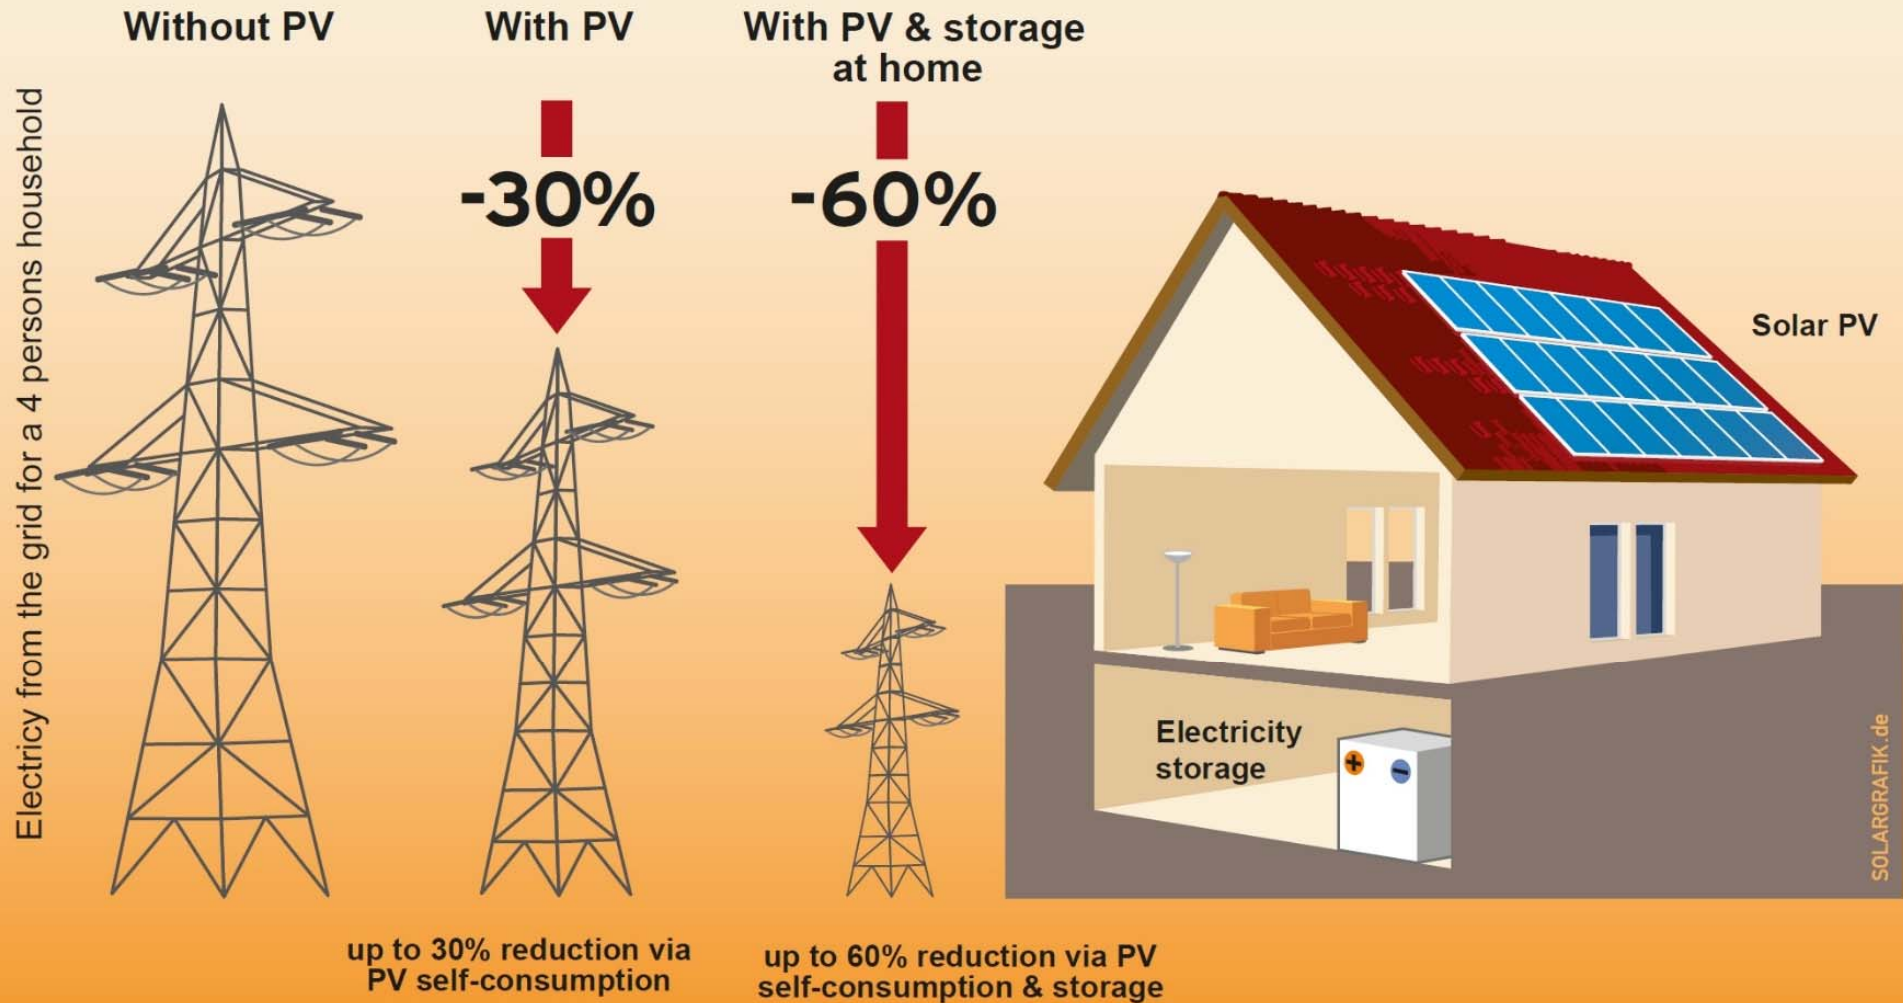 Without PV
With PV
With PV & storage
at home
Electricy from the grid for a 4 persons household
-30%
-60%
Solar PV
Electricity
storage
up to 30% reduction via
PV self-consumption
up to 60% reduction via PV
self-consumption & storage
SOLARGRAFIK.de